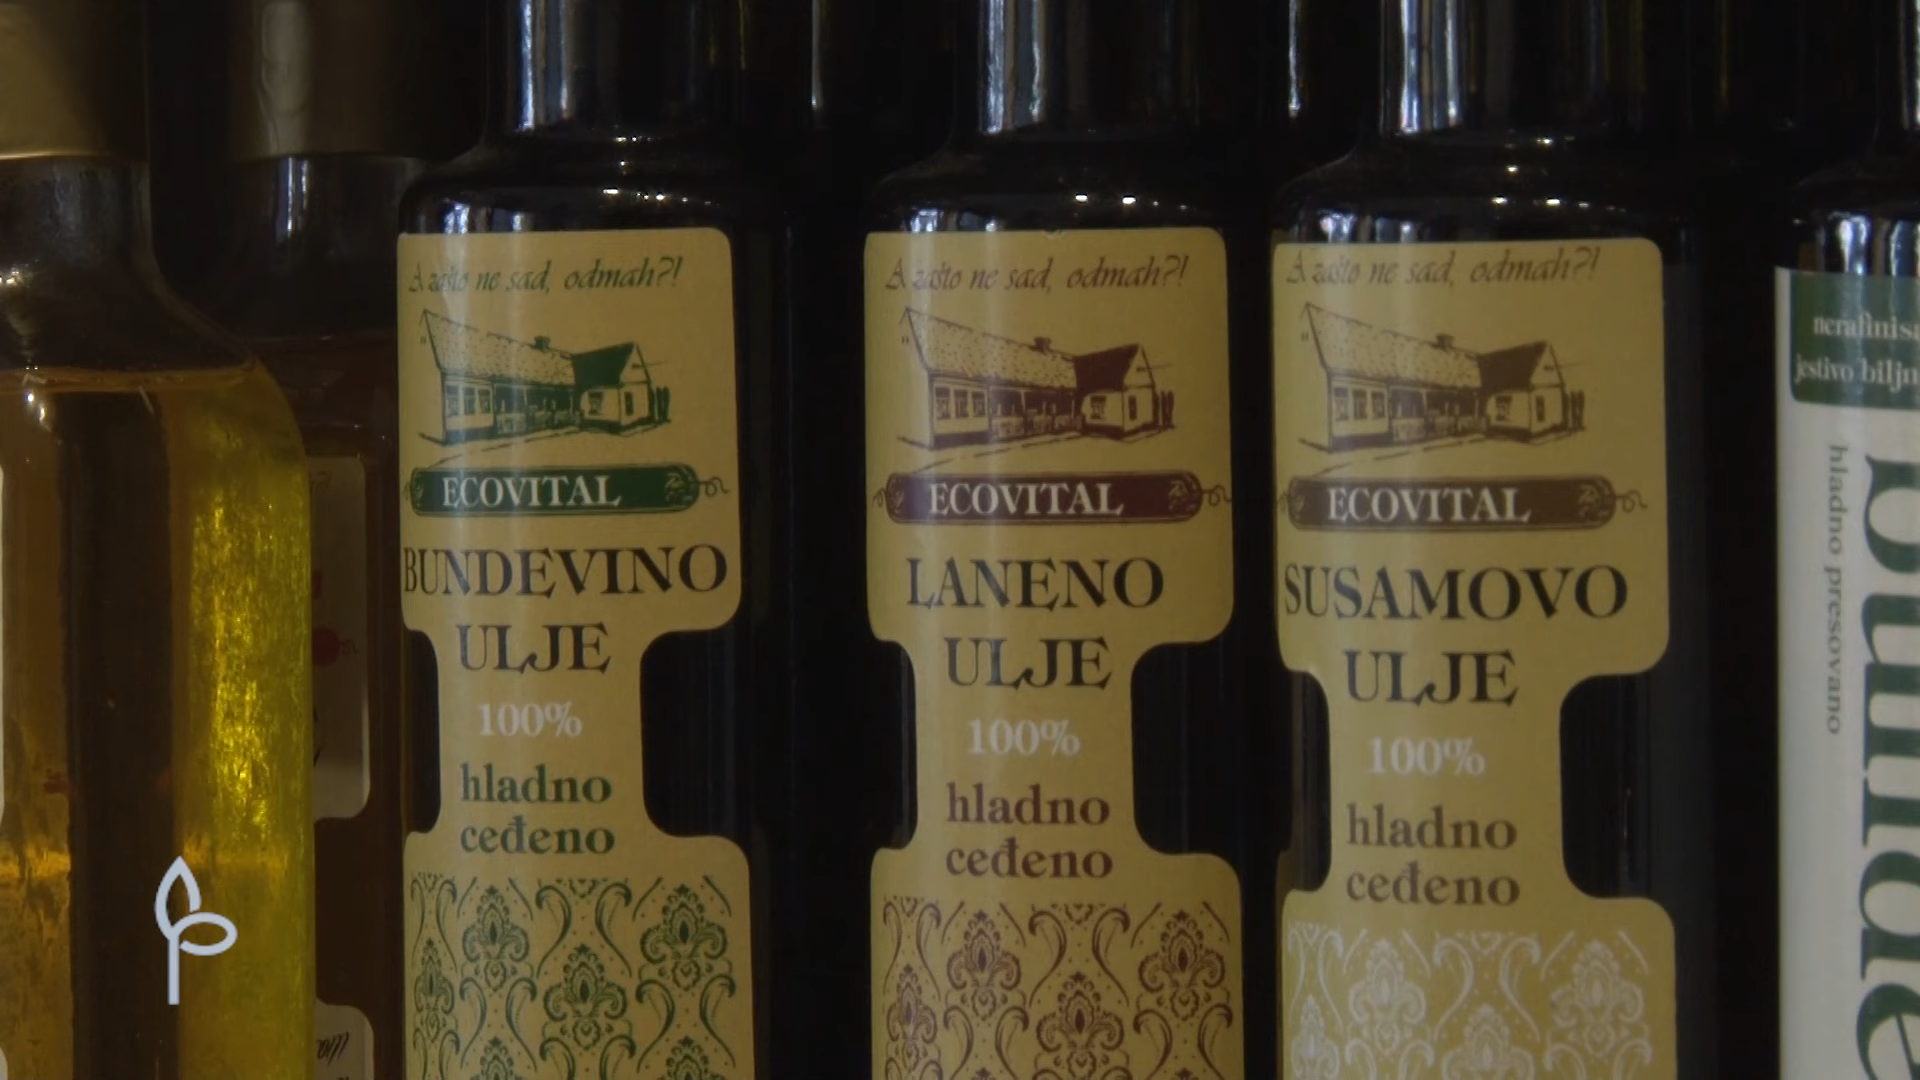 A zašto ne sad, odmah?!
ECOVITAL
BUNDEVINO
ULJE
100%
hladno
ceđeno
A zašto ne sad, odmah?!
ECOVITAL
LANENO
ULJE
100%
hladno
ceđeno
A zašto ne sad, odmah?!
ECOVITAL
SUSAMOVO
ULJE
100%
hladno
ceđeno
jestivo
hladno presovano